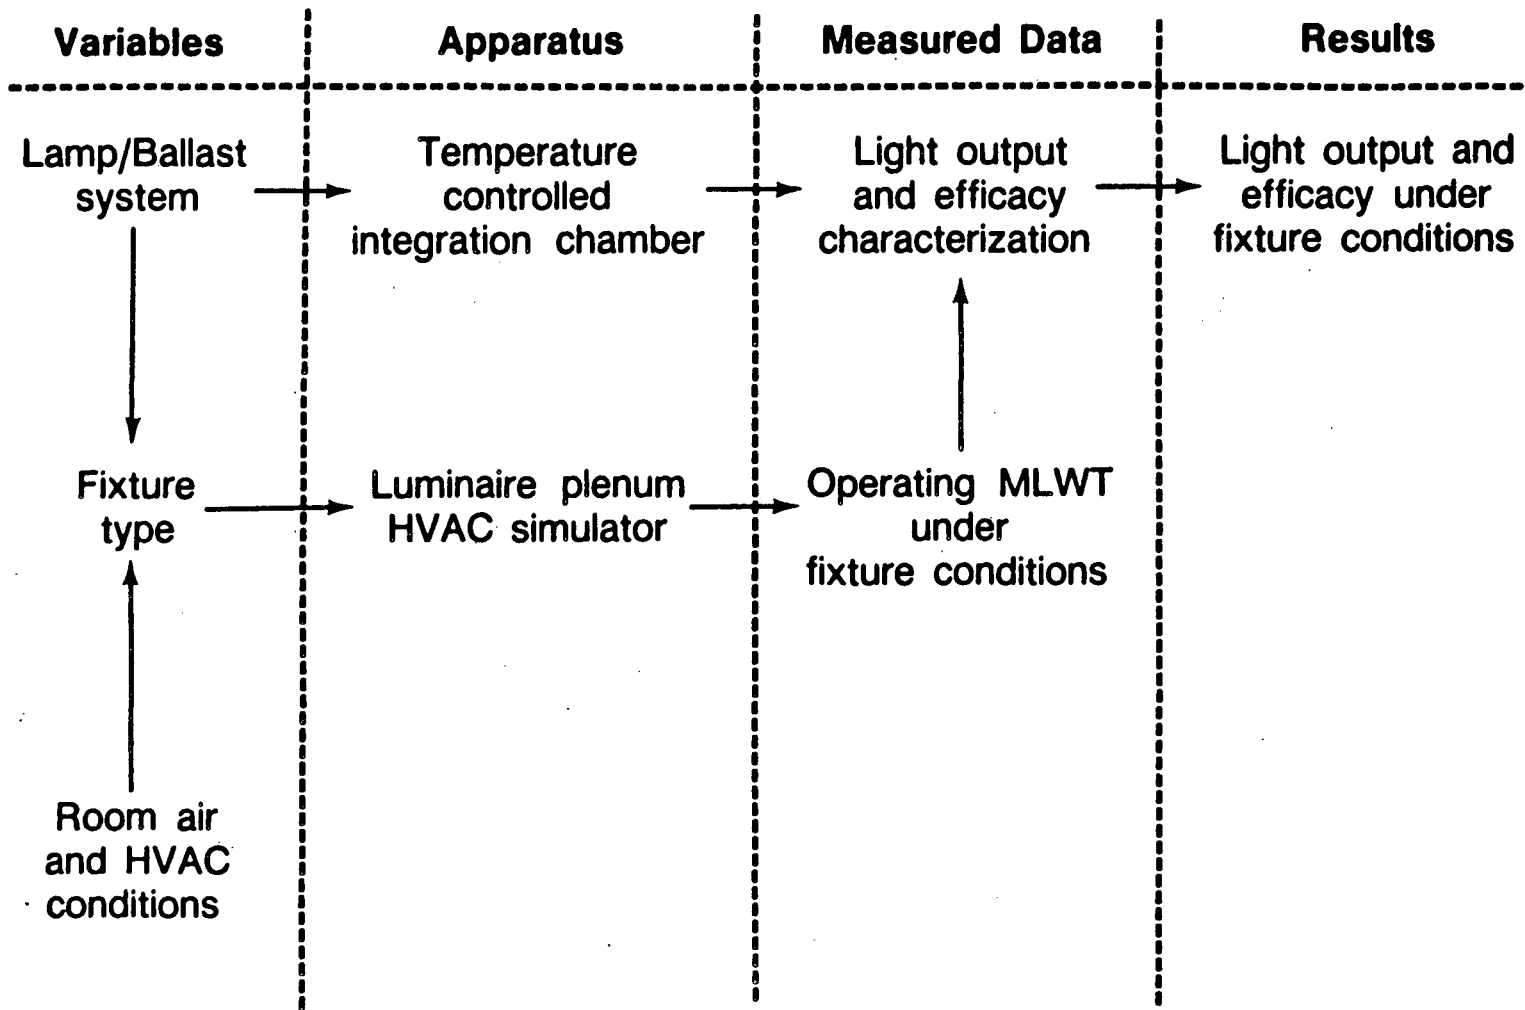 Variables
Apparatus
Measured Data
Results
Lamp/Ballast
system
Temperature
controlled
integration chamber
Light output
and efficacy
characterization
Light output and
efficacy under
fixture conditions
Fixture
type
Luminaire plenum
HVAC simulator
Operating MLWT
under
fixture conditions
Room air
and HVAC
conditions